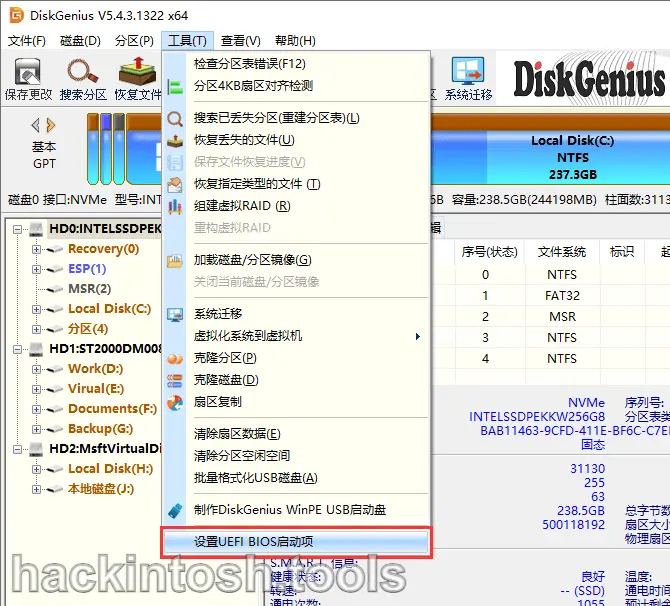 DiskGenius V5.4.3.1322 x64
文件(F) 磁盘(D) 分区(P) 工具(T) 查看(V) 帮助(H)
保存更改 搜索分区 恢复文件 区 系统迁移 DiskGenius
检查分区表错误(F12)
分区4KB扇区对齐检测
搜索已丢失分区(重建分区表)(L)
恢复丢失的文件(U)
保存文件恢复进度(V)
恢复指定类型的文件 (T)
组建虚拟RAID (R)
重构虚拟RAID
加载磁盘/分区镜像(G)
关闭当前磁盘/分区镜像
系统迁移
虚拟化系统到虚拟机
克隆分区(P)
克隆磁盘(D)
扇区复制
清除扇区数据(E)
清除分区空闲空间
批量格式化USB磁盘(A)
制作DiskGenius WinPE USB启动盘
设置UEFI BIOS启动项
基本
GPT
Local Disk(C:)
NTFS
237.3GB
磁盘0 接口:NVMe 型号:INT 容量:238.5GB(244198MB) 柱面数:3113
HD0:INTELSSDPEK
Recovery(0)
ESP(1)
MSR(2)
Local Disk(C:)
分区(4)
HD1:ST2000DM008
Work(D:)
Virual(E:)
Documents(F:)
Backup(G:)
HD2:MsftVirtualDi
Local Disk(H:)
本地磁盘(J:)
序号(状态) 文件系统 标识 起
0 NTFS
1 FAT32
2 MSR
3 NTFS
4 NTFS
NVMe 序列号:
INTELSSDPEKKW256G8 分区表类
BAB11463-9CFD-411E-BF6C-C7E
固态
31130
255
63
238.5GB 总字节数
500118192 扇区大小
物理扇区
S.M.A.R.T. 信息:
健康状态: 良好 温度:
转速: -- (SSD) 通电时间
通电次数: 1055 预计剩余
hackintosh.tools